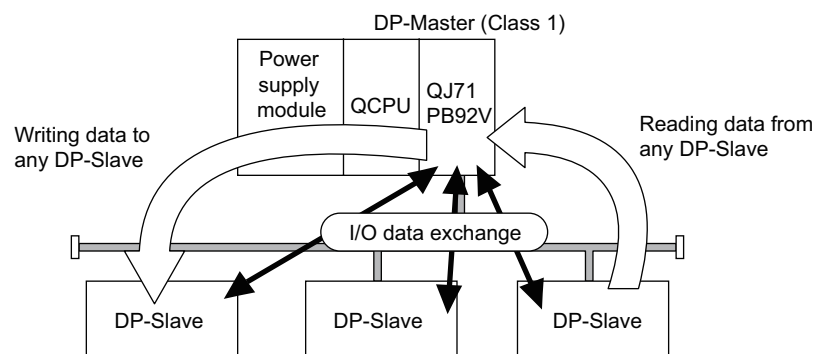 DP-Master (Class 1)
Power
supply
module
QCPU
QJ71
PB92V
Writing data to
any DP-Slave
Reading data from
any DP-Slave
I/O data exchange
DP-Slave
DP-Slave
DP-Slave